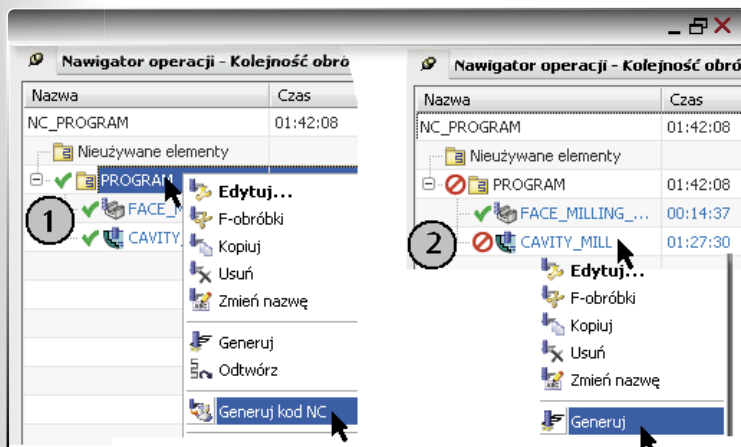 Nawigator operacji - Kolejność obró
Nazwa Czas
NC_PROGRAM 01:42:08
Nieużywane elementy
PROGRAM
FACE_M
CAVITY_
1
Edytuj...
F-obróbki
Kopiuj
Usuń
Zmień nazwę
Generuj
Odtwórz
Generuj kod NC
Nawigator operacji - Kolejność obró
Nazwa Czas
NC_PROGRAM 01:42:08
Nieużywane elementy
PROGRAM 01:42:08
FACE_MILLING_... 00:14:37
CAVITY_MILL 01:27:30
2
Edytuj...
F-obróbki
Kopiuj
Usuń
Zmień nazwę
Generuj